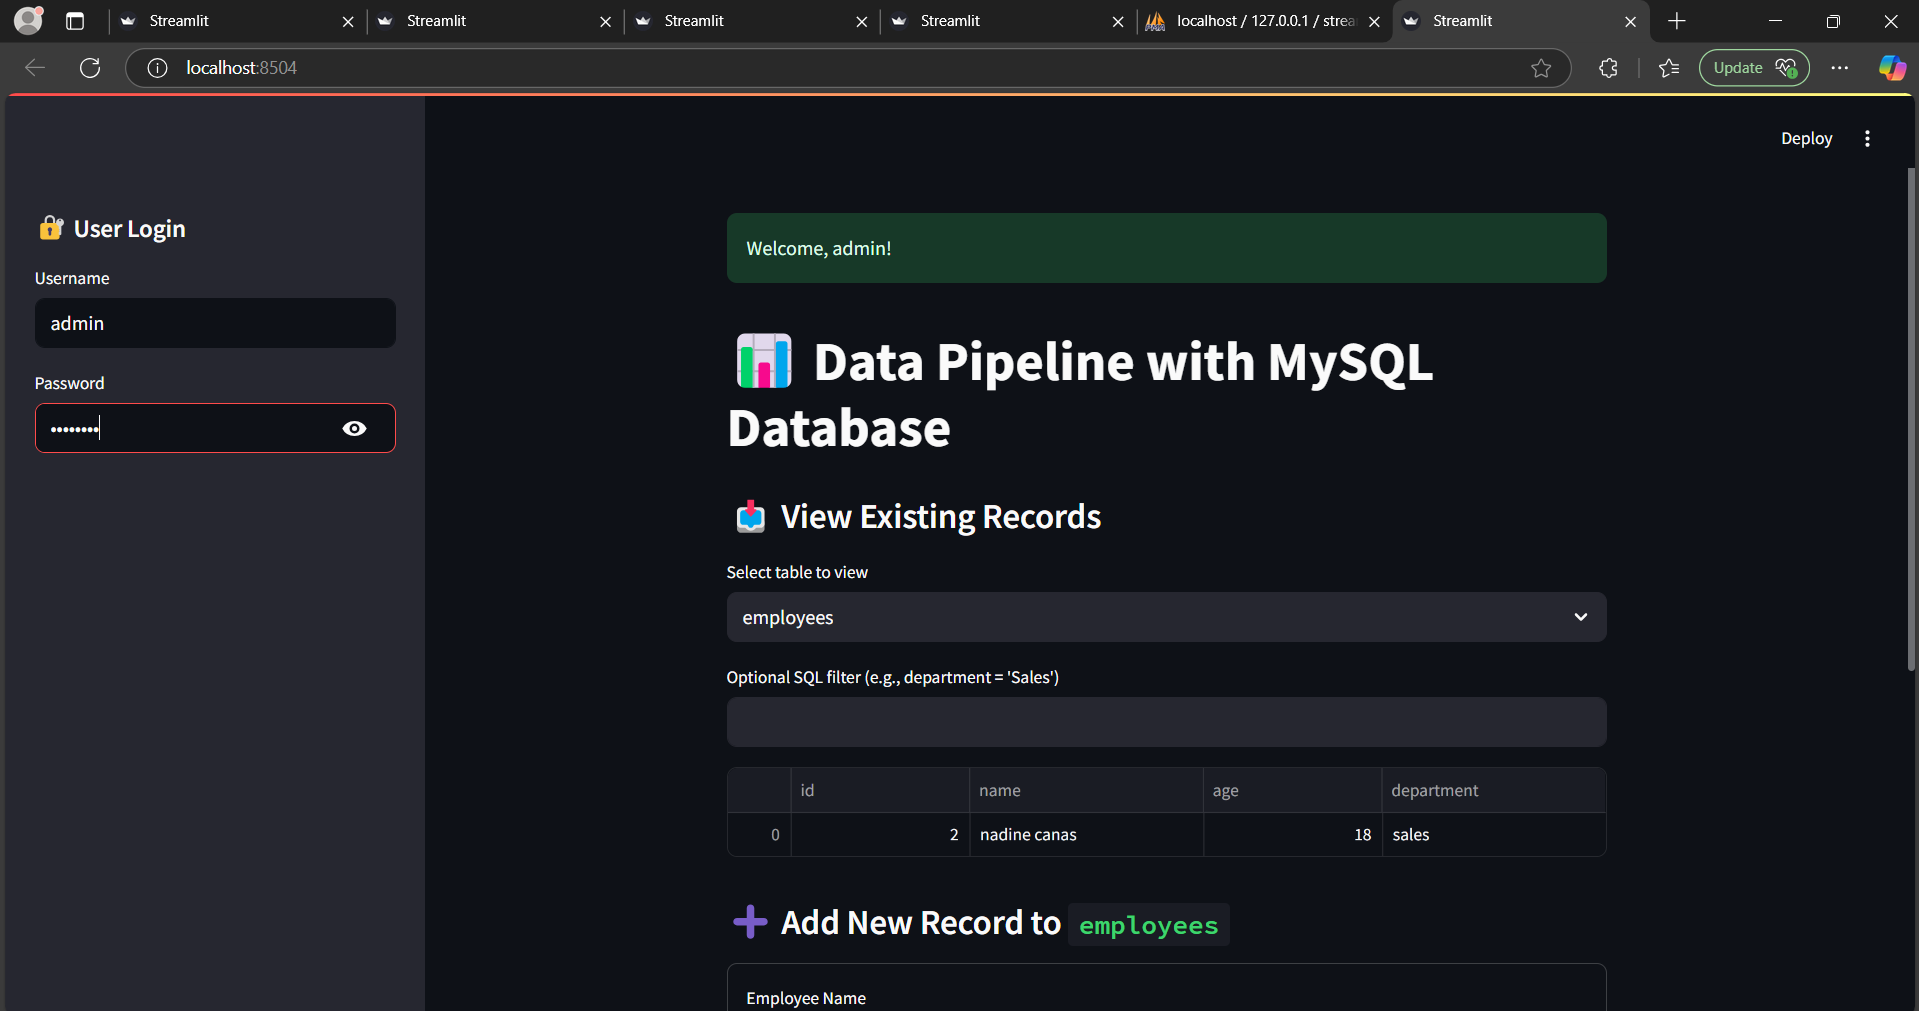 Streamlit
Streamlit
Streamlit
Streamlit
localhost / 127.0.0.1 / strea
Streamlit
localhost:8504
Update
Deploy
User Login
Username
admin
Password
Welcome, admin!
Data Pipeline with MySQL
Database
View Existing Records
Select table to view
employees
Optional SQL filter (e.g., department = 'Sales')
id name age department
0 2 nadine canas 18 sales
Add New Record to employees
Employee Name